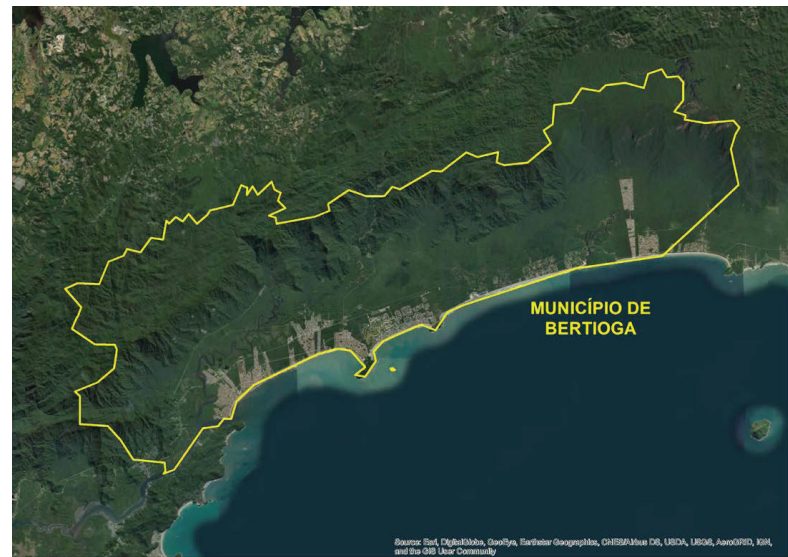 MUNICÍPIO DE
BERTIOGA
Source: Esri, DigitalGlobe, GeoEye, Earthstar Geographics, CNES/Airbus DS, USDA, USGS, AeroGRID, IGN,
and the GIS User Community